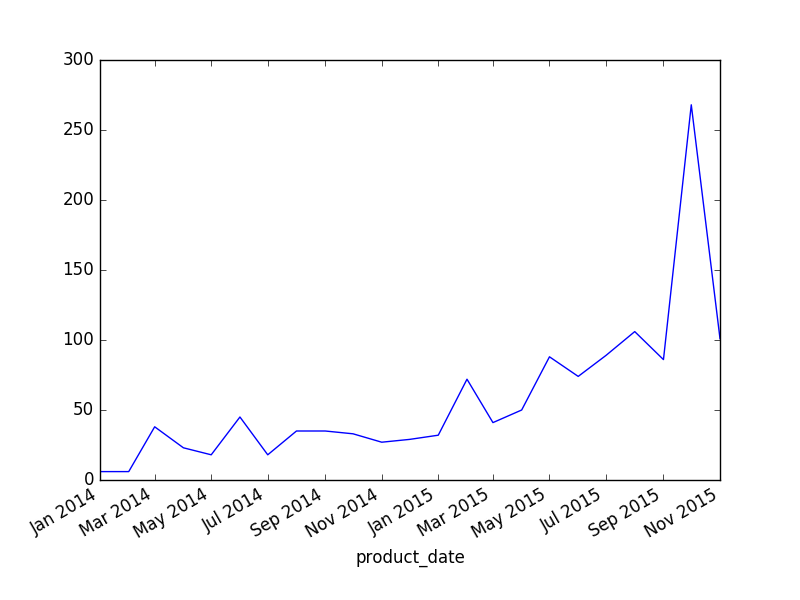 300
250
200
150
100
50
0
Jan 2014
Mar 2014
May 2014
Jul 2014
Sep 2014
Nov 2014
Jan 2015
Mar 2015
May 2015
Jul 2015
Sep 2015
Nov 2015
product_date